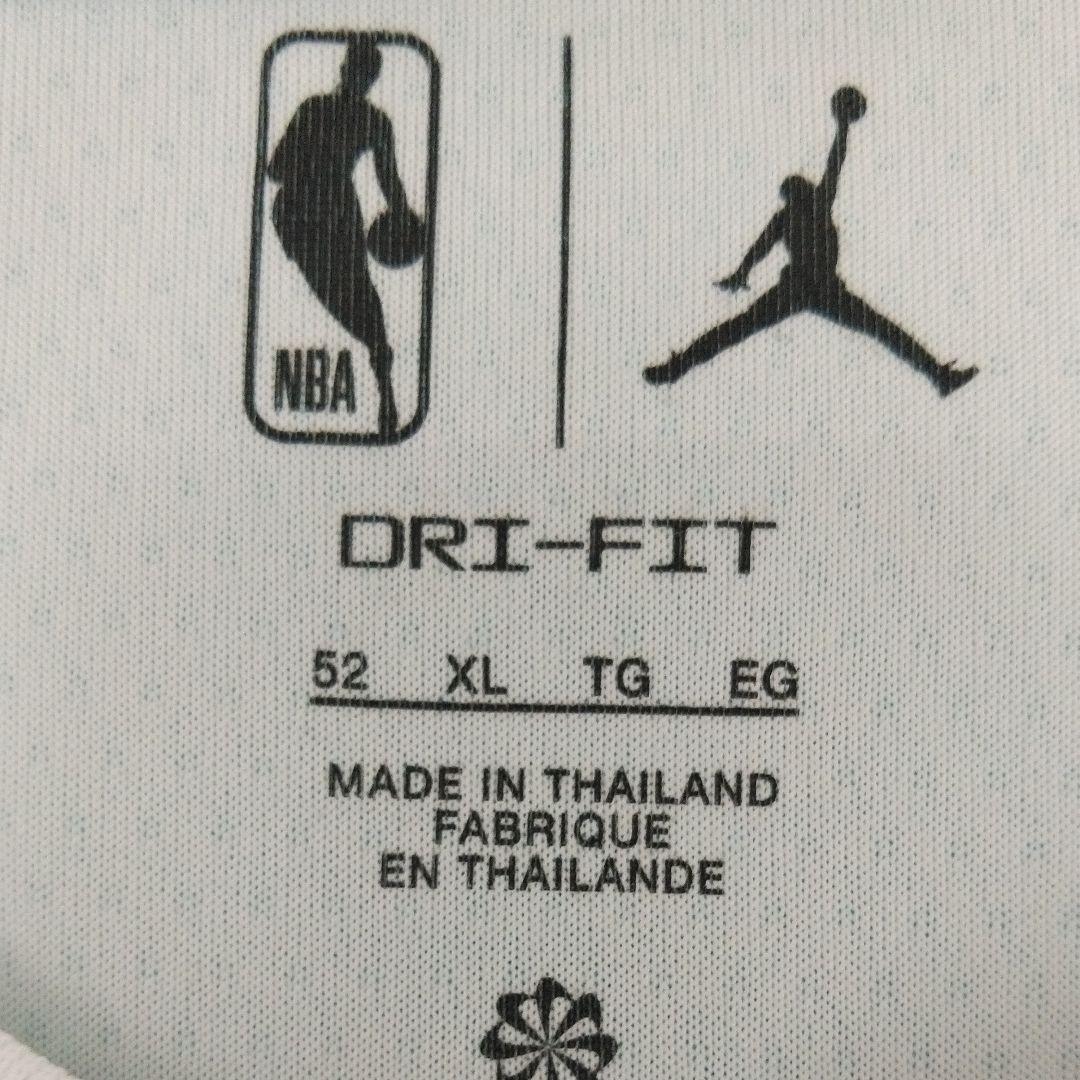 NBA
DRI-FIT
52 XL TG EG
MADE IN THAILAND
FABRIQUE
EN THAILANDE